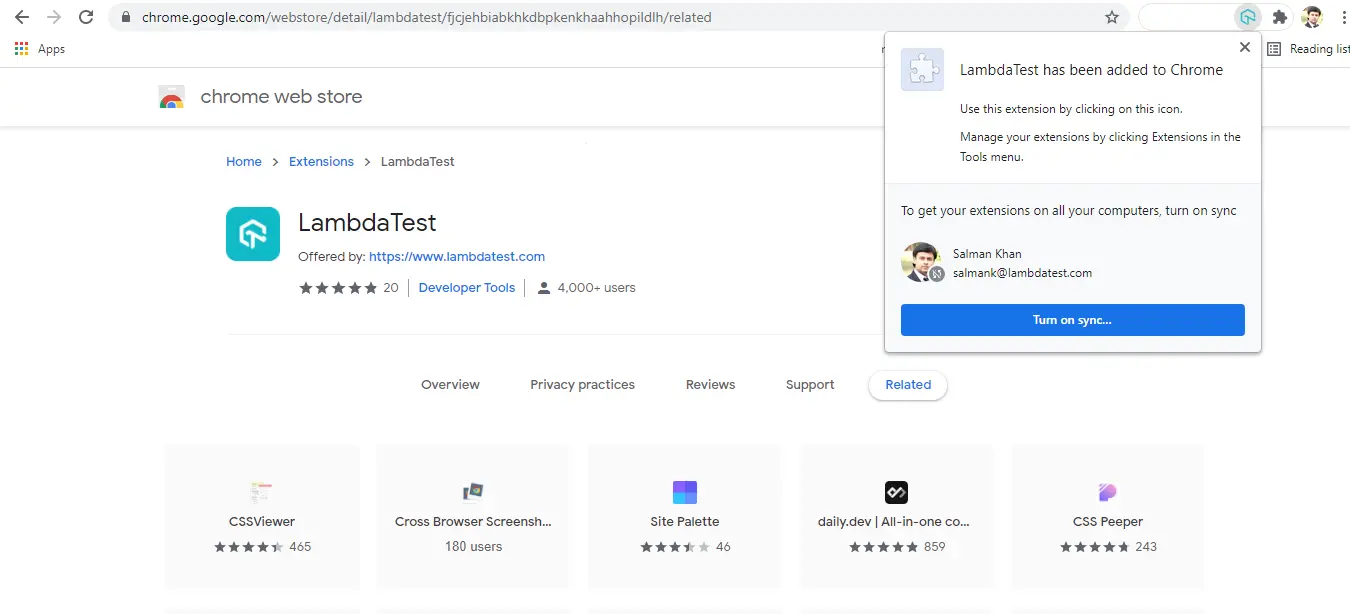 chrome.google.com/webstore/detail/lambdatest/fjcjehbiabkhkdbpkenkhaahhopildlh/related
Apps
Reading list
chrome web store
LambdaTest has been added to Chrome
Use this extension by clicking on this icon.
Manage your extensions by clicking Extensions in the
Tools menu.
To get your extensions on all your computers, turn on sync
Salman Khan
salmank@lambdatest.com
Turn on sync...
Home > Extensions > LambdaTest
LambdaTest
Offered by: https://www.lambdatest.com
20 Developer Tools 4,000+ users
Overview Privacy practices Reviews Support Related
CSSViewer
465
Cross Browser Screensh...
180 users
Site Palette
46
daily.dev | All-in-one co...
859
CSS Peeper
243